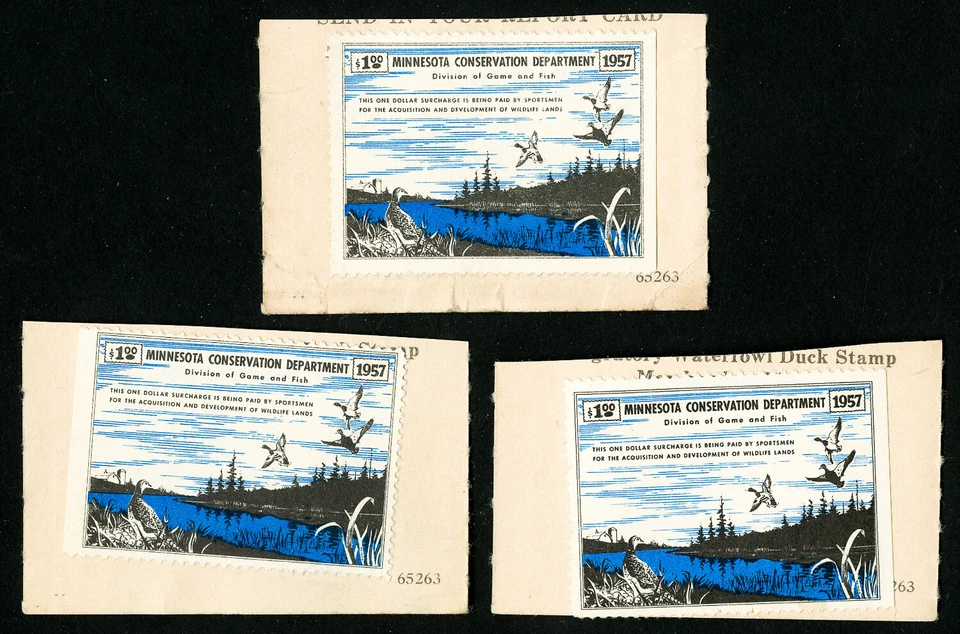 SEND IN YOUR REPORT CARD
$1.00 MINNESOTA CONSERVATION DEPARTMENT 1957
Division of Game and Fish
THIS ONE DOLLAR SURCHARGE IS BEING PAID BY SPORTSMEN
FOR THE ACQUISITION AND DEVELOPMENT OF WILDLIFE LANDS
65263
$1.00 MINNESOTA CONSERVATION DEPARTMENT 1957
Division of Game and Fish
THIS ONE DOLLAR SURCHARGE IS BEING PAID BY SPORTSMEN
FOR THE ACQUISITION AND DEVELOPMENT OF WILDLIFE LANDS
65263
gratory Waterfowl Duck Stamp
$1.00 MINNESOTA CONSERVATION DEPARTMENT 1957
Division of Game and Fish
THIS ONE DOLLAR SURCHARGE IS BEING PAID BY SPORTSMEN
FOR THE ACQUISITION AND DEVELOPMENT OF WILDLIFE LANDS
263